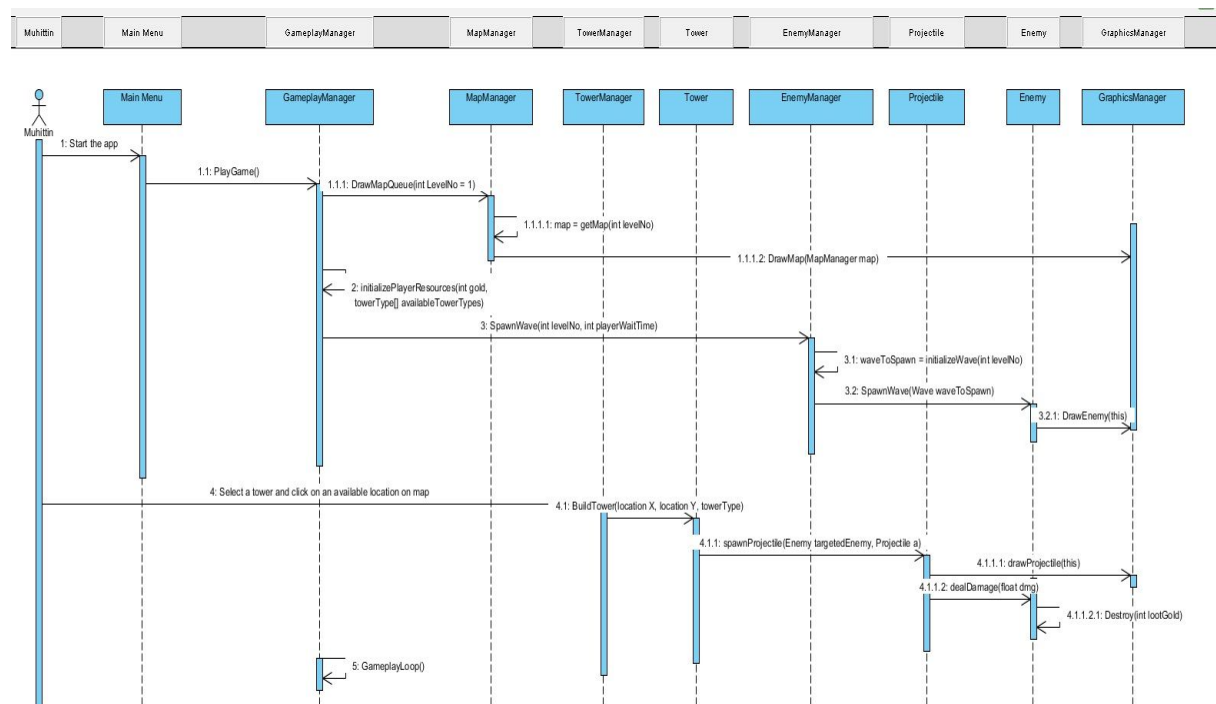 Muhittin
Main Menu
GameplayManager
MapManager
TowerManager
Tower
EnemyManager
Projectile
Enemy
GraphicsManager
Main Menu
GameplayManager
MapManager
TowerManager
Tower
EnemyManager
Projectile
Enemy
GraphicsManager
Muhittin
1: Start the app
1.1: PlayGame()
1.1.1: DrawMapQueue(int LevelNo = 1)
1.1.1.1: map = getMap(int levelNo)
1.1.1.2: DrawMap(MapManager map)
2: initializePlayerResources(int gold,
towerType[] availableTowerTypes)
3: SpawnWave(int levelNo, int playerWaitTime)
3.1: waveToSpawn = initializeWave(int levelNo)
3.2: SpawnWave(Wave waveToSpawn)
3.2.1: DrawEnemy(this)
4: Select a tower and click on an available location on map
4.1: BuildTower(location X, location Y, towerType)
4.1.1: spawnProjectile(Enemy targetedEnemy, Projectile a)
4.1.1.1: drawProjectile(this)
4.1.1.2: dealDamage(float dmg)
4.1.1.2.1: Destroy(int lootGold)
5: GameplayLoop()